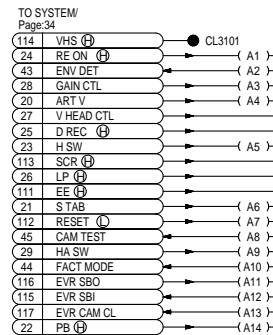 TO SYSTEM/
Page:34
114 VHS Ⓗ CL3101
24 RE ON Ⓗ A1
43 ENV DET A2
28 GAIN CTL A3
20 ART V A4
27 V HEAD CTL
25 D REC Ⓗ
23 H SW A5
113 SCR Ⓗ
26 LP Ⓗ
111 EE Ⓗ
21 S TAB A6
112 RESET Ⓛ A7
45 CAM TEST A8
29 HA SW A9
44 FACT MODE A10
116 EVR SBO A11
115 EVR SBI A12
117 EVR CAM CL A13
22 PB Ⓗ A14